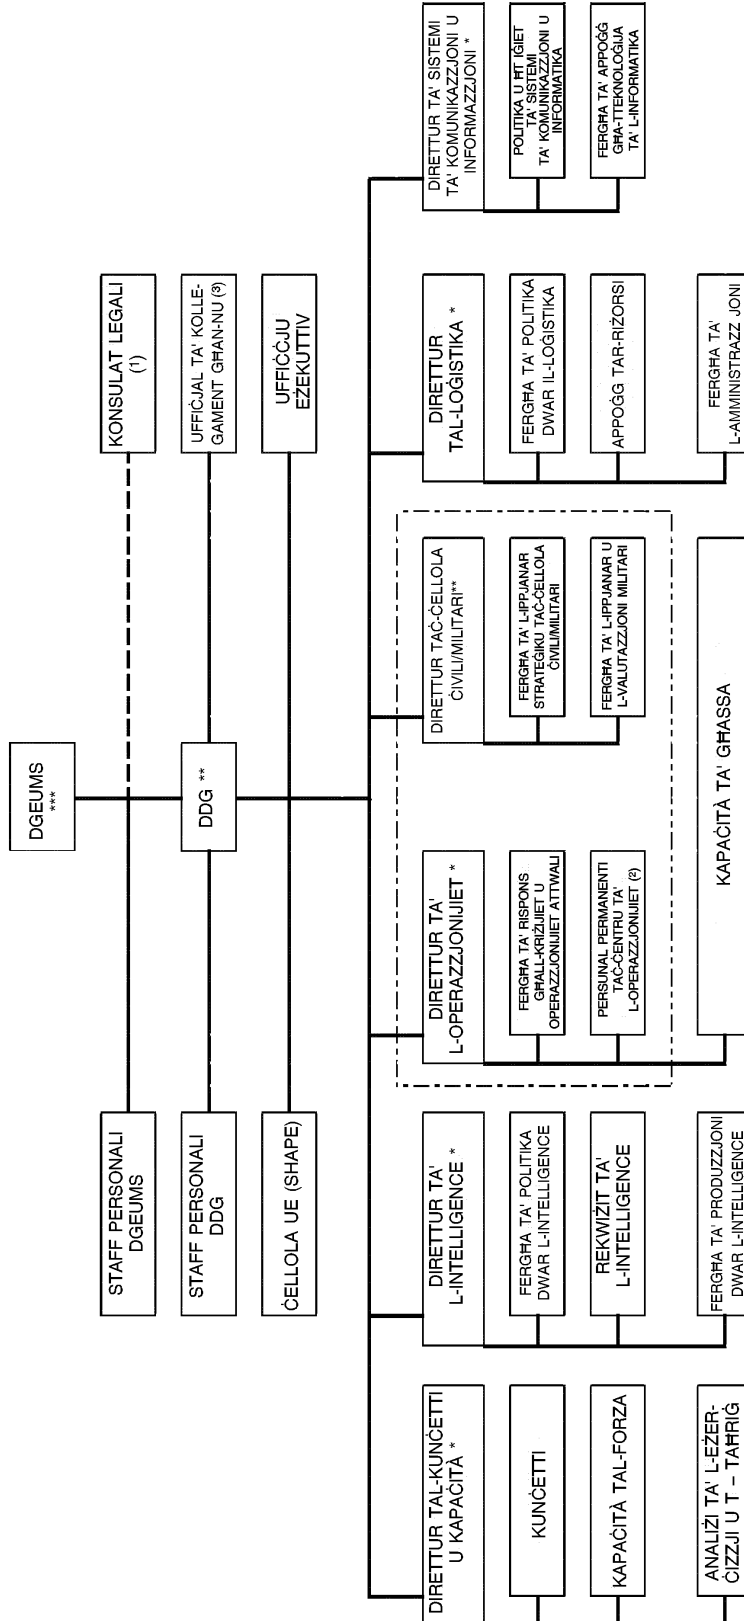 DGEUMS
***
STAFF PERSONALI
DGEUMS
KONSULAT LEGALI
(1)
STAFF PERSONALI
DDG
DDG **
UFFIĊJAL TA' KOLLE-
GAMENT GĦAN-NU (3)
ĊELLOLA UE (SHAPE)
UFFIĊĊJU
EŻEKUTTIV
DIRETTUR TAL-KUNĊETTI
U KAPAĊITÀ *
DIRETTUR TA'
L-INTELLIGENCE *
DIRETTUR TA'
L-OPERAZZJONIJIET *
DIRETTUR TAĊ-ĊELLOLA
ĊIVILI/MILITARI**
DIRETTUR
TAL-LOĠISTIKA *
DIRETTUR TA' SISTEMI
TA' KOMUNIKAZZJONI U
INFORMAZZJONI *
KUNĊETTI
FERGĦA TA' POLITIKA
DWAR L-INTELLIGENCE
FERGĦA TA' RISPONS
GĦALL-KRIŻIJIET U
OPERAZZJONIJIET ATTWALI
FERGĦA TA' L-IPPJANAR
STRATEĠIKU TAĊ-ĊELLOLA
ĊIVILI/MILITARI
FERGĦA TA' POLITIKA
DWAR IL-LOĠISTIKA
POLITIKA U ĦT IĠIET
TA' SISTEMI
TA' KOMUNIKAZZJONI U
INFORMATIKA
KAPAĊITÀ TAL-FORZA
REKWIŻIT TA'
L-INTELLIGENCE
PERSUNAL PERMANENTI
TAĊ-ĊENTRU TA'
L-OPERAZZJONIJIET (2)
FERGĦA TA' L-IPPJANAR U
L-VALUTAZZJONI MILITARI
APPOĠĠ TAR-RIŻORSI
FERGĦA TA' APPOĠĠ
GĦA-TTEKNOLOĠIJA
TA' L-INFORMATIKA
ANALIŻI TA' L-EŻER-
ĊIZZJI U T – TAĦRIĠ
FERGĦA TA' PRODUZZJONI
DWAR L-INTELLIGENCE
KAPAĊITÀ TA' GĦASSA
FERGĦA TA'
L-AMMINISTRAZZ JONI